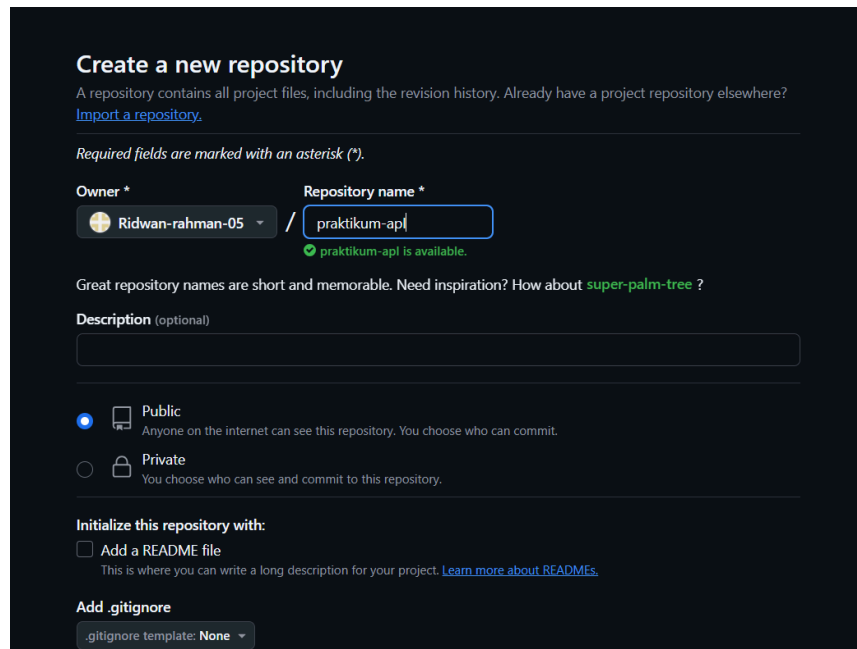 Create a new repository
A repository contains all project files, including the revision history. Already have a project repository elsewhere?
Import a repository.
Required fields are marked with an asterisk (*).
Owner * Repository name *
Ridwan-rahman-05 / praktikum-apl
praktikum-apl is available.
Great repository names are short and memorable. Need inspiration? How about super-palm-tree ?
Description (optional)
Public
Anyone on the internet can see this repository. You choose who can commit.
Private
You choose who can see and commit to this repository.
Initialize this repository with:
Add a README file
This is where you can write a long description for your project. Learn more about READMEs.
Add .gitignore
.gitignore template: None